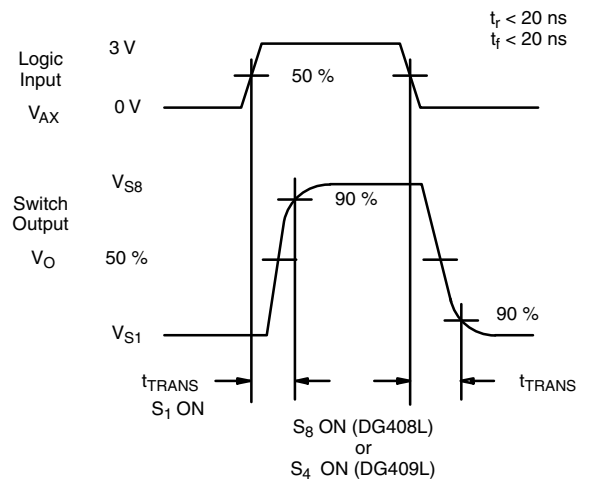 t_r < 20 ns
t_f < 20 ns
3 V
Logic
Input
50 %
V_AX
0 V
V_S8
Switch
Output
90 %
V_O
50 %
90 %
V_S1
t_TRANS
t_TRANS
S_1 ON
S_8 ON (DG408L)
or
S_4 ON (DG409L)